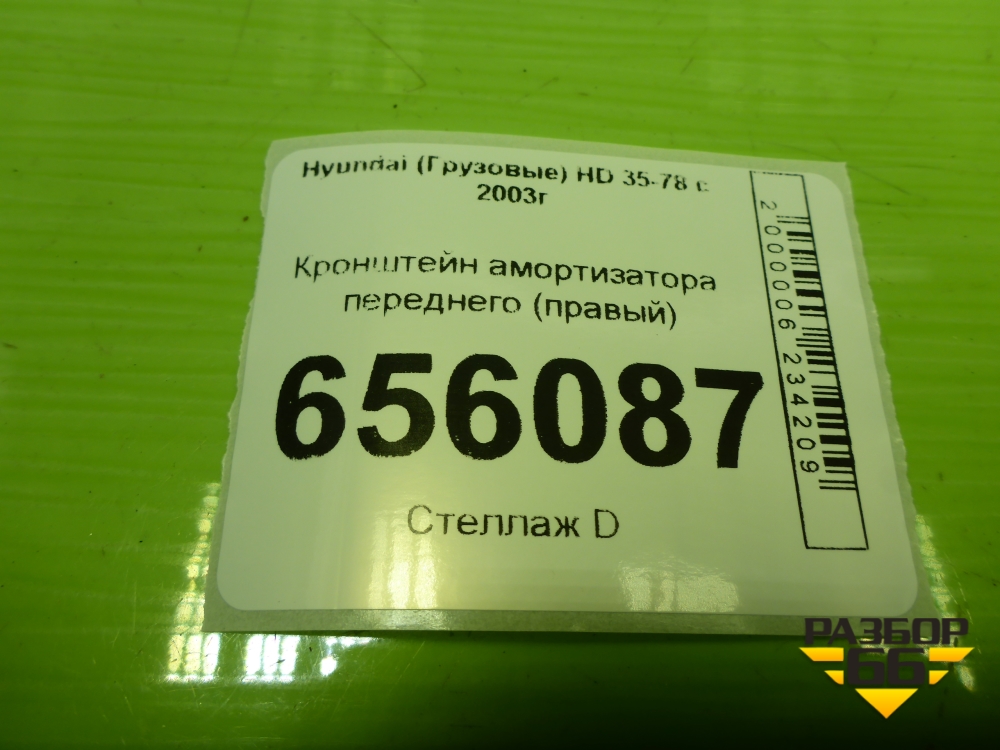 Hyundai (Грузовые) HD 35-78 с
2003г
Кронштейн амортизатора
переднего (правый)
656087
Стеллаж D
2 000006 234209
РАЗБОР
66